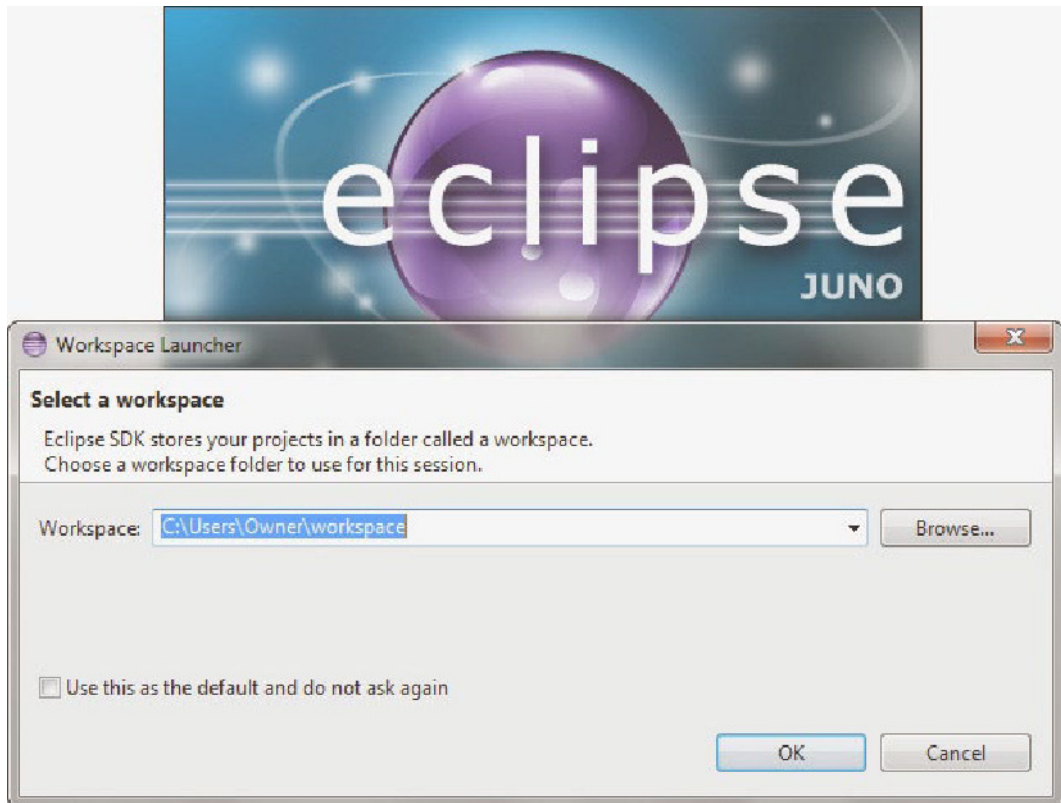 eclipse
JUNO
Workspace Launcher
Select a workspace
Eclipse SDK stores your projects in a folder called a workspace.
Choose a workspace folder to use for this session.
Workspace: C:\Users\Owner\workspace Browse...
Use this as the default and do not ask again
OK Cancel